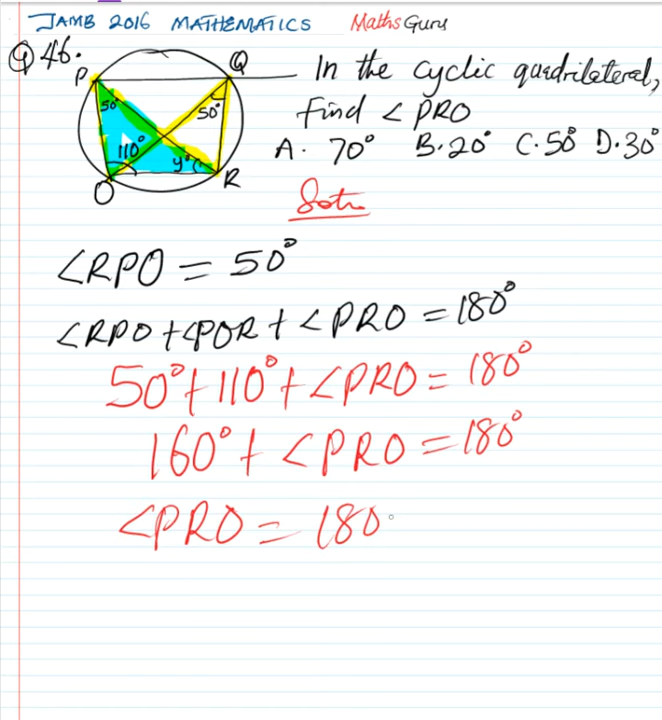 JAMB 2016 MATHEMATICS Maths Guru
Q 46.
In the cyclic quadrilateral,
find < PRO
A. 70° B. 20° C. 50° D. 30°
P
Q
50°
50°
110°
y°
O
R
Soln
<RPO = 50°
<RPO + <POR + < PRO = 180°
50° + 110° + < PRO = 180°
160° + < PRO = 180°
<PRO = 180